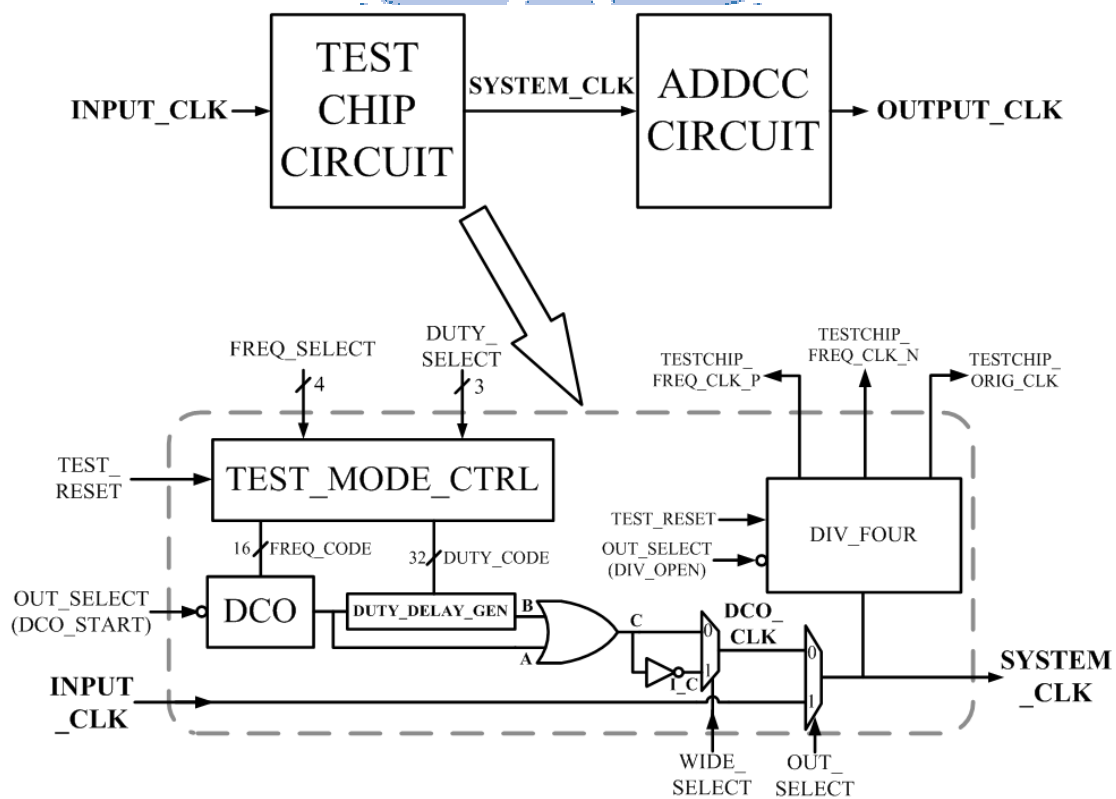 TEST
CHIP
CIRCUIT
INPUT_CLK
SYSTEM_CLK
ADDCC
CIRCUIT
OUTPUT_CLK
FREQ_SELECT
4
DUTY_
SELECT
3
TESTCHIP_
FREQ_CLK_P
TESTCHIP_
FREQ_CLK_N
TESTCHIP_
ORIG_CLK
TEST_
RESET
TEST_MODE_CTRL
16
FREQ_CODE
32
DUTY_CODE
TEST_RESET
OUT_SELECT
(DIV_OPEN)
DIV_FOUR
OUT_SELECT
(DCO_START)
DCO
DUTY_DELAY_GEN
B
A
C
I_C
0
1
DCO_
CLK
0
1
INPUT
_CLK
SYSTEM
_CLK
WIDE_
SELECT
OUT_
SELECT